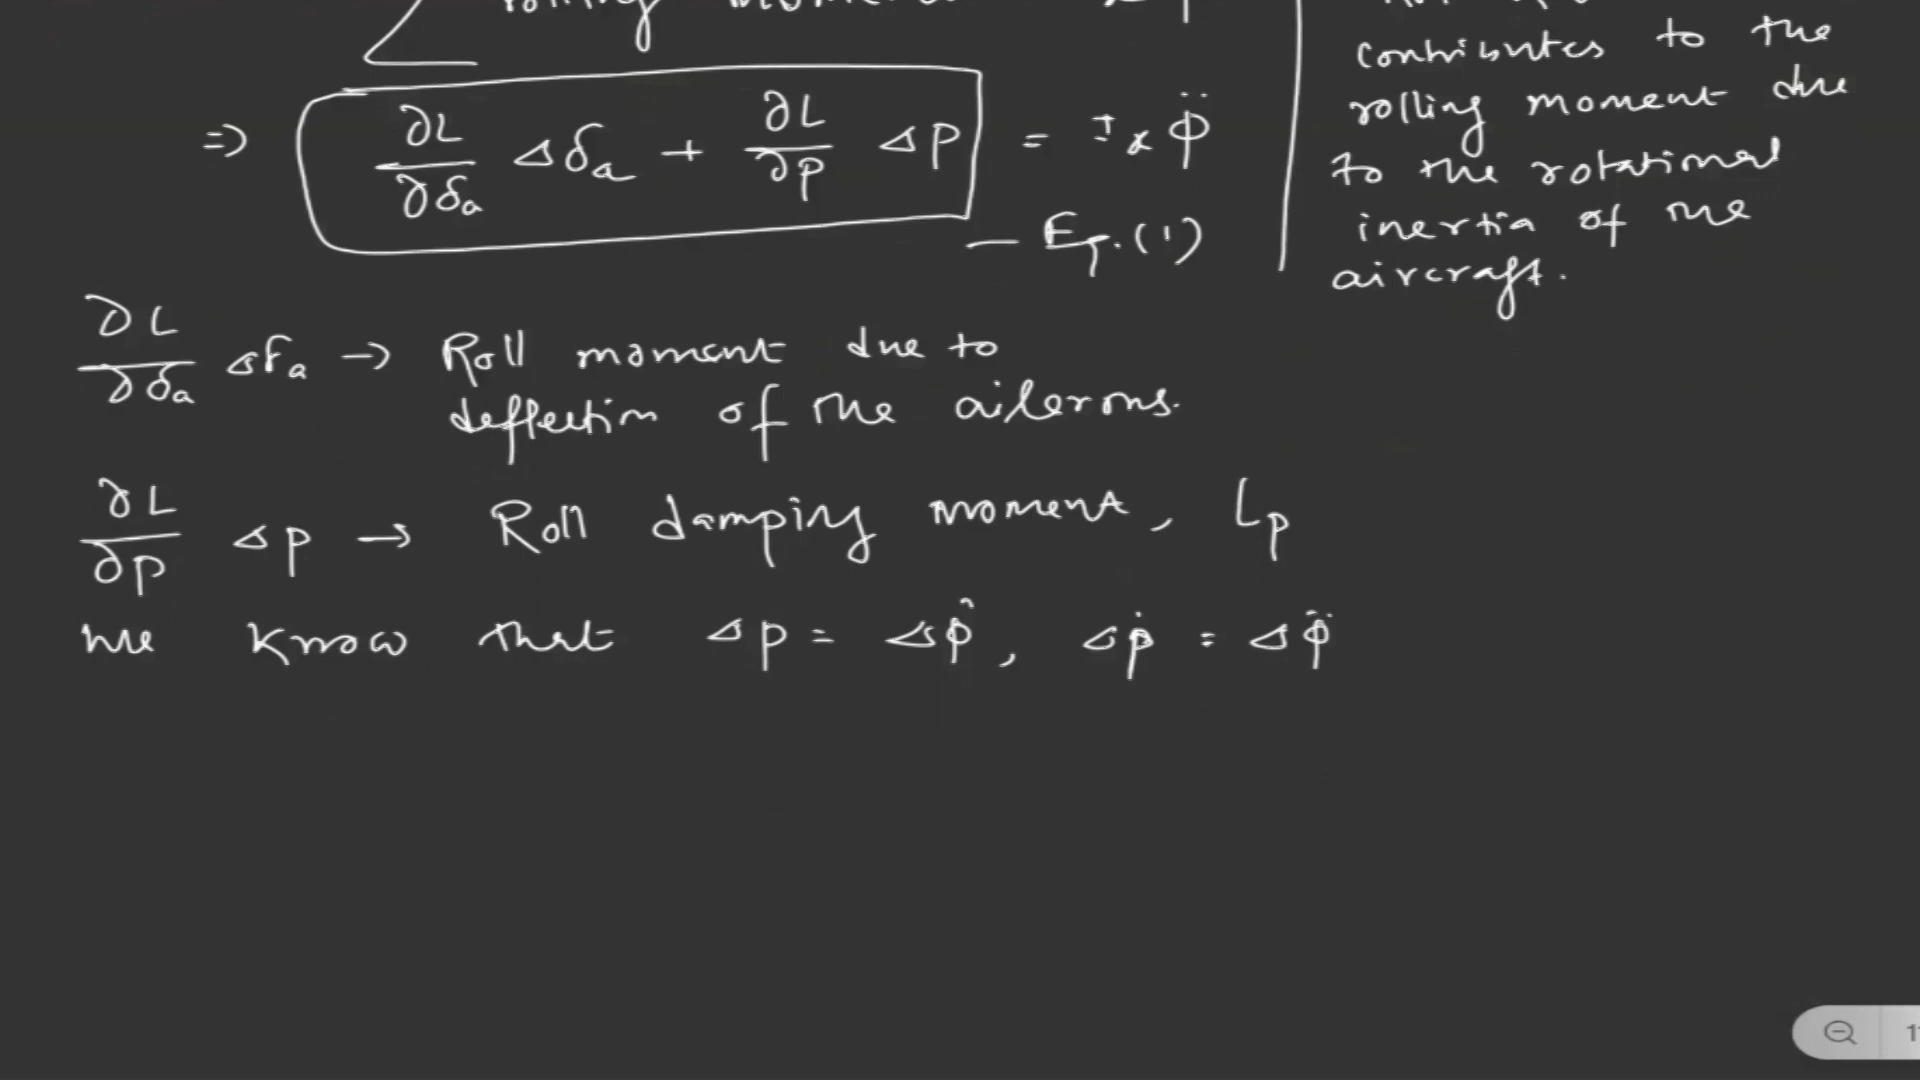 rolling moment
⇒ ∂L/∂δₐ Δδₐ + ∂L/∂p Δp = Iₓ φ̈
— Eq.(1)
contributes to the
rolling moment due
to the rotational
inertia of the
aircraft.
∂L/∂δₐ Δδₐ → Roll moment due to
deflection of the ailerons.
∂L/∂p Δp → Roll damping moment, Lp
we know that Δp = Δφ̇, Δṗ = Δφ̈